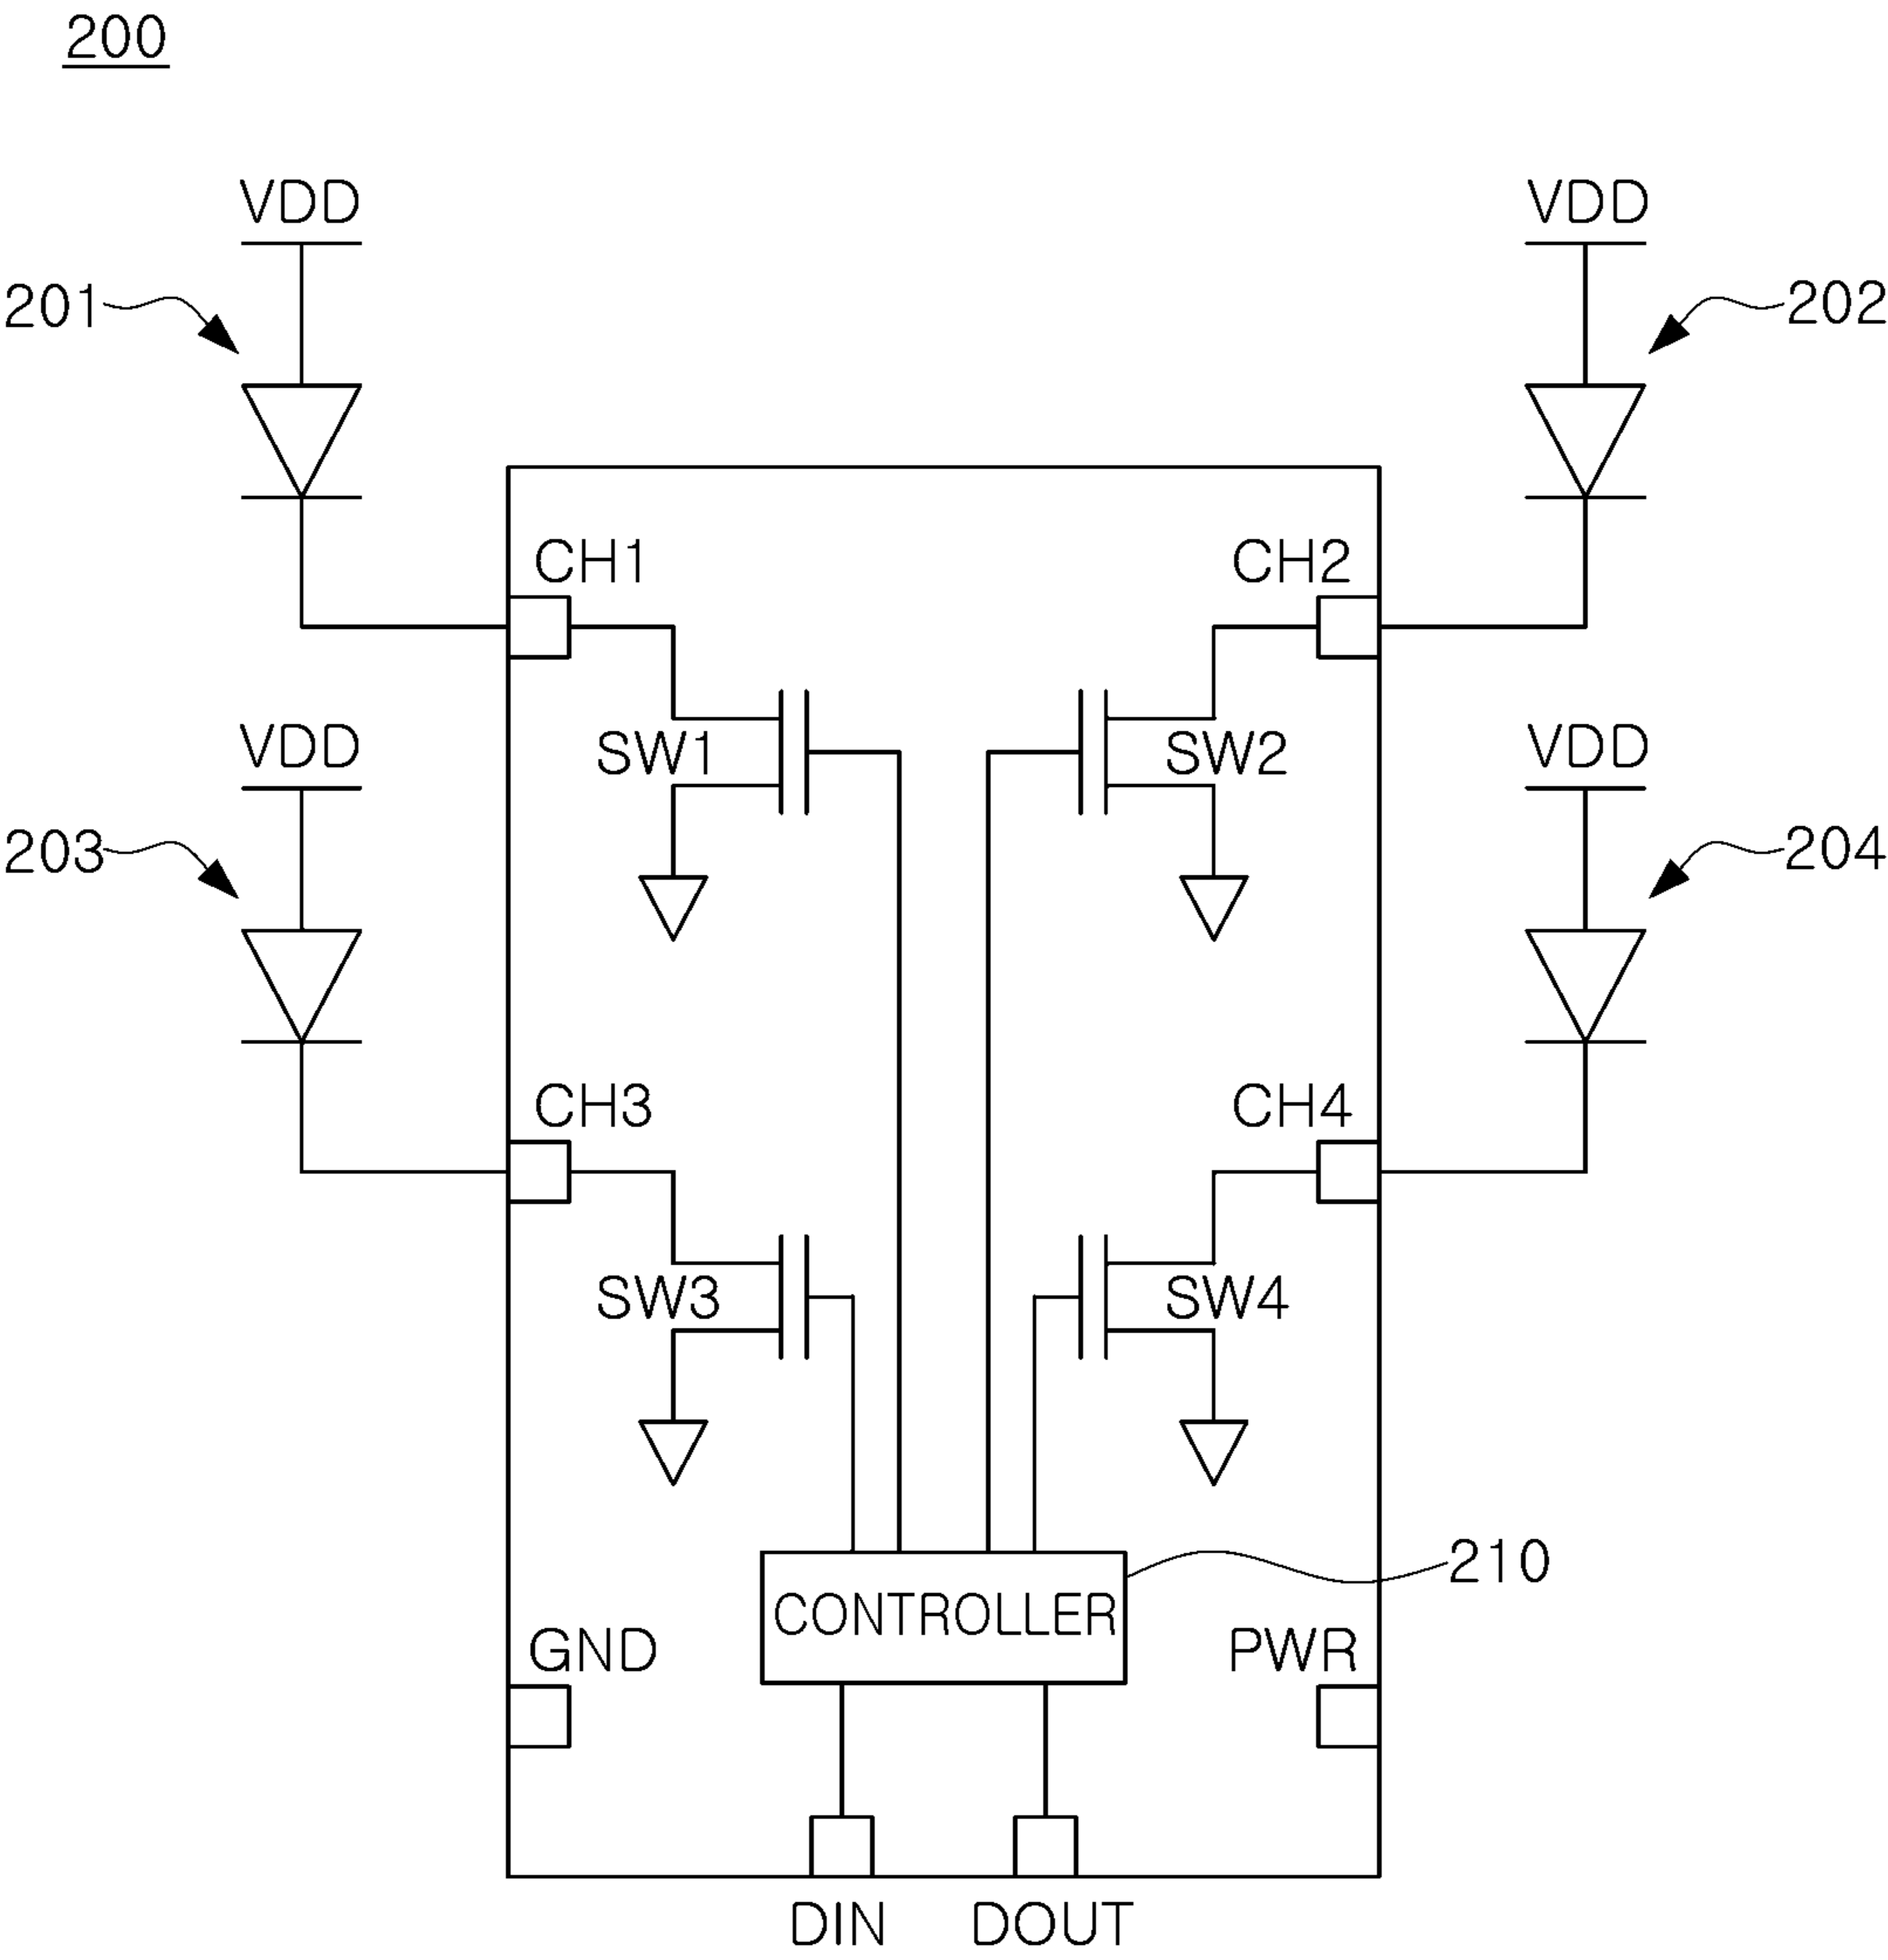 200
VDD
VDD
201
202
CH1
CH2
SW1
SW2
VDD
VDD
203
204
CH3
CH4
SW3
SW4
210
CONTROLLER
GND
PWR
DIN
DOUT